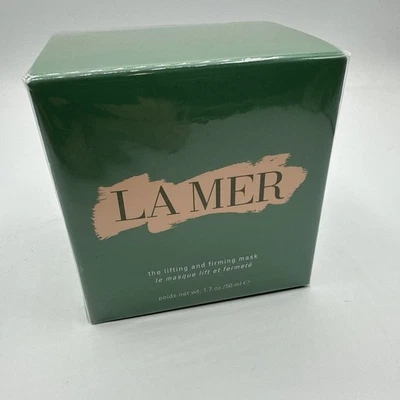 LA MER
the lifting and firming mask
le masque lift et fermeté
poids net wt. 1.7 oz /50 ml ℮